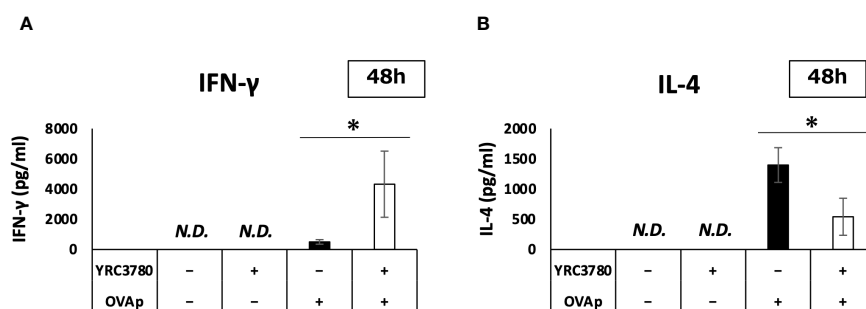 A
IFN-γ
48h
IFN-γ (pg/ml)
8000
6000
4000
2000
0
*
N.D. N.D.
YRC3780 − + − +
OVAp − − + +
B
IL-4
48h
IL-4 (pg/ml)
2000
1500
1000
500
0
*
N.D. N.D.
YRC3780 − + − +
OVAp − − + +